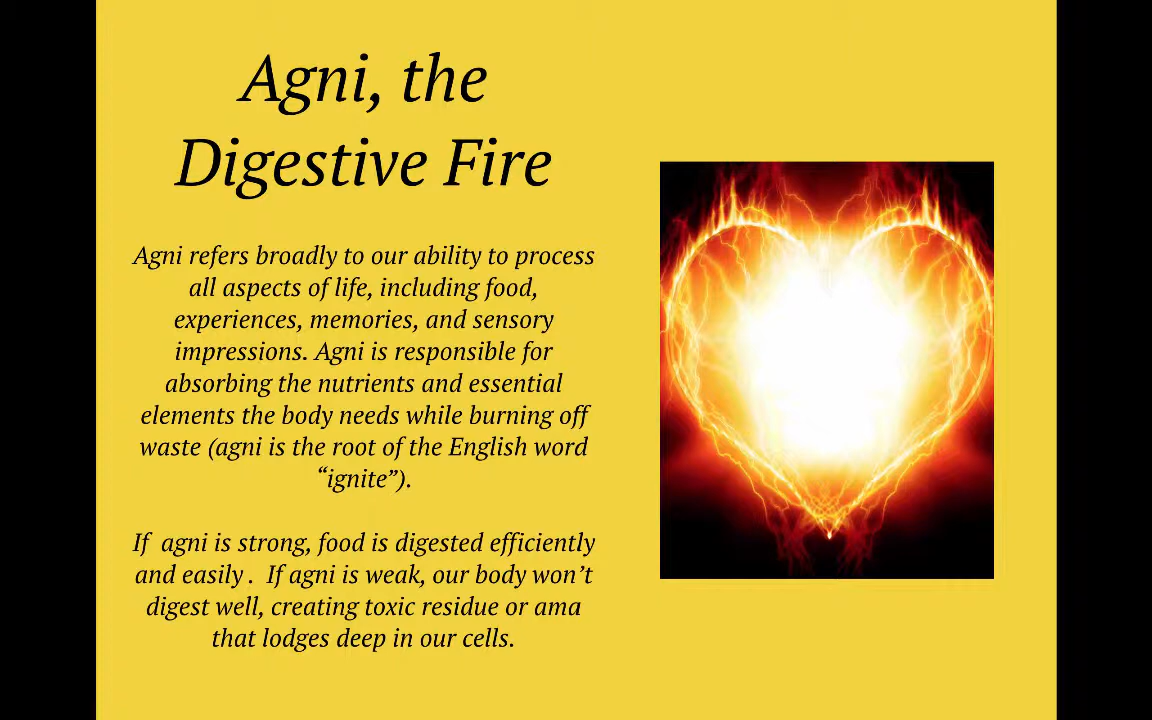 Agni, the
Digestive Fire
Agni refers broadly to our ability to process
all aspects of life, including food,
experiences, memories, and sensory
impressions. Agni is responsible for
absorbing the nutrients and essential
elements the body needs while burning off
waste (agni is the root of the English word
“ignite”).
If  agni is strong, food is digested efficiently
and easily .  If agni is weak, our body won’t
digest well, creating toxic residue or ama
that lodges deep in our cells.